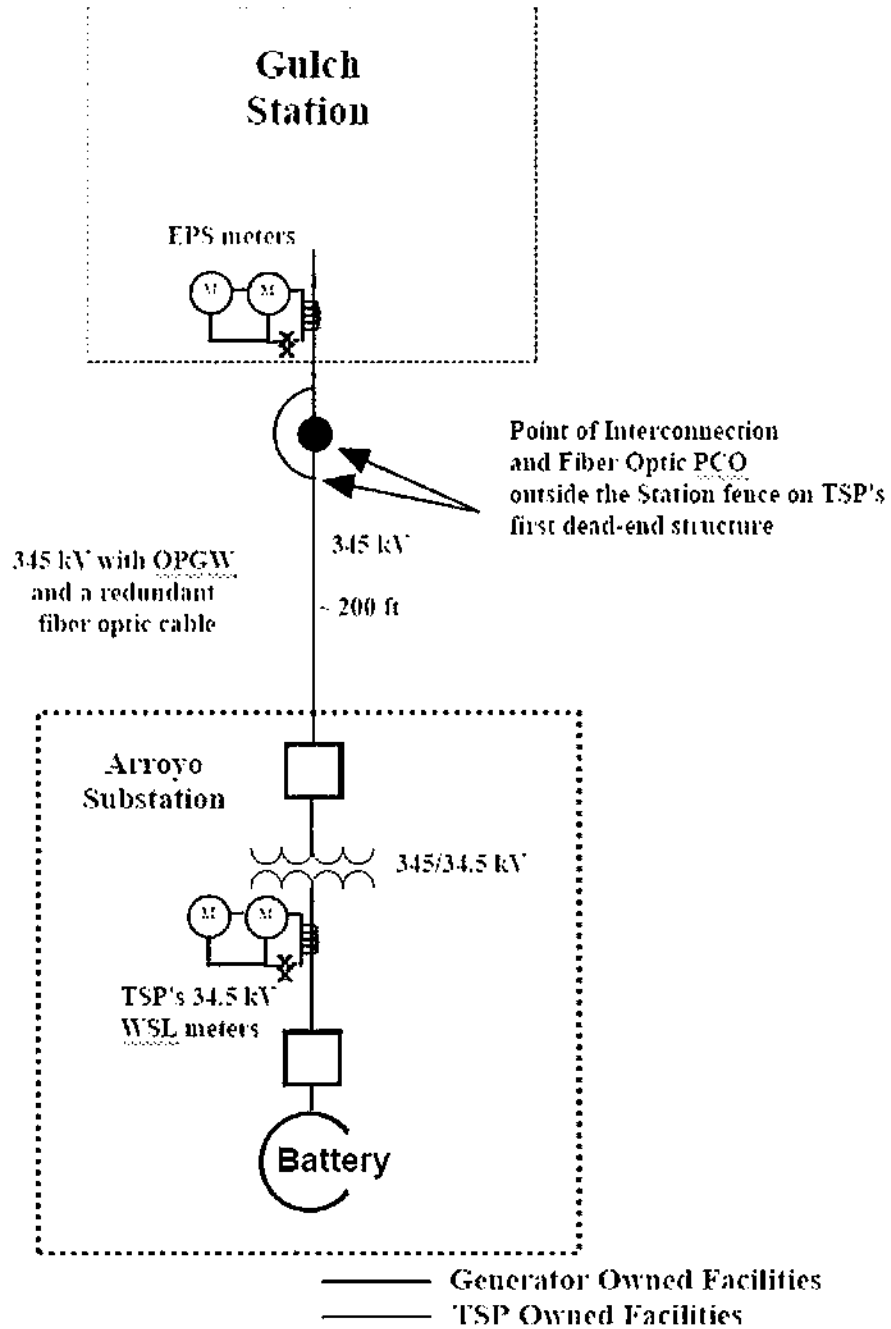 Gulch
Station
EPS meters
M
M
Point of Interconnection
and Fiber Optic PCO
outside the Station fence on TSP's
first dead-end structure
345 kV
345 kV with OPGW
and a redundant
fiber optic cable
~ 200 ft
Arroyo
Substation
345/34.5 kV
M
M
TSP's 34.5 kV
WSL meters
Battery
Generator Owned Facilities
TSP Owned Facilities